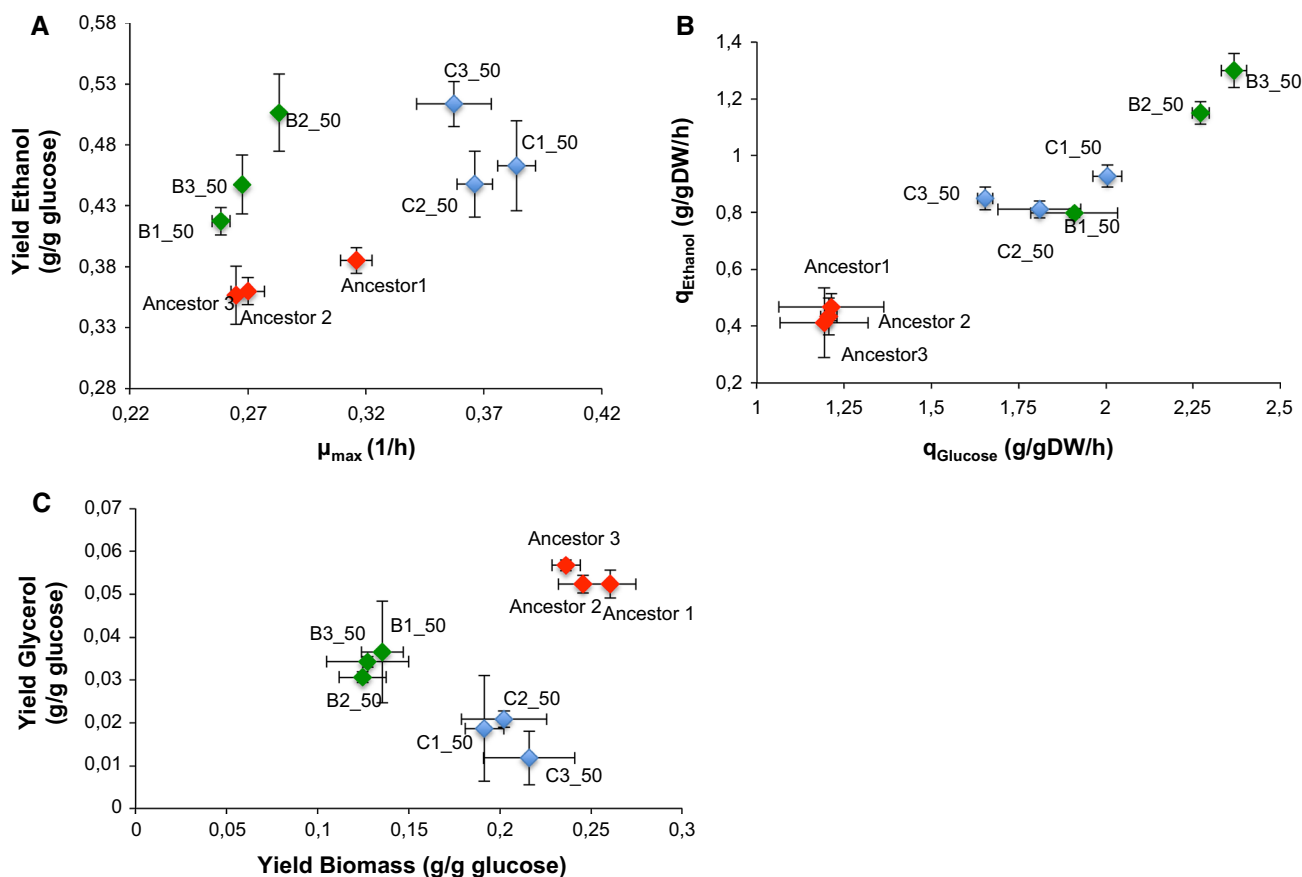 A
0,58
0,53
0,48
0,43
0,38
0,33
0,28
Yield Ethanol
(g/g glucose)
C3_50
B2_50
C1_50
B3_50
C2_50
B1_50
Ancestor1
Ancestor 3
Ancestor 2
0,22
0,27
0,32
0,37
0,42
µmax (1/h)
B
1,4
1,2
1
0,8
0,6
0,4
0,2
qEthanol (g/gDW/h)
B3_50
B2_50
C1_50
C3_50
B1_50
C2_50
Ancestor1
Ancestor 2
Ancestor3
1
1,25
1,5
1,75
2
2,25
2,5
qGlucose (g/gDW/h)
C
0,07
0,06
0,05
0,04
0,03
0,02
0,01
0
Yield Glycerol
(g/g glucose)
Ancestor 3
Ancestor 2
Ancestor 1
B3_50
B1_50
B2_50
C2_50
C1_50
C3_50
0
0,05
0,1
0,15
0,2
0,25
0,3
Yield Biomass (g/g glucose)